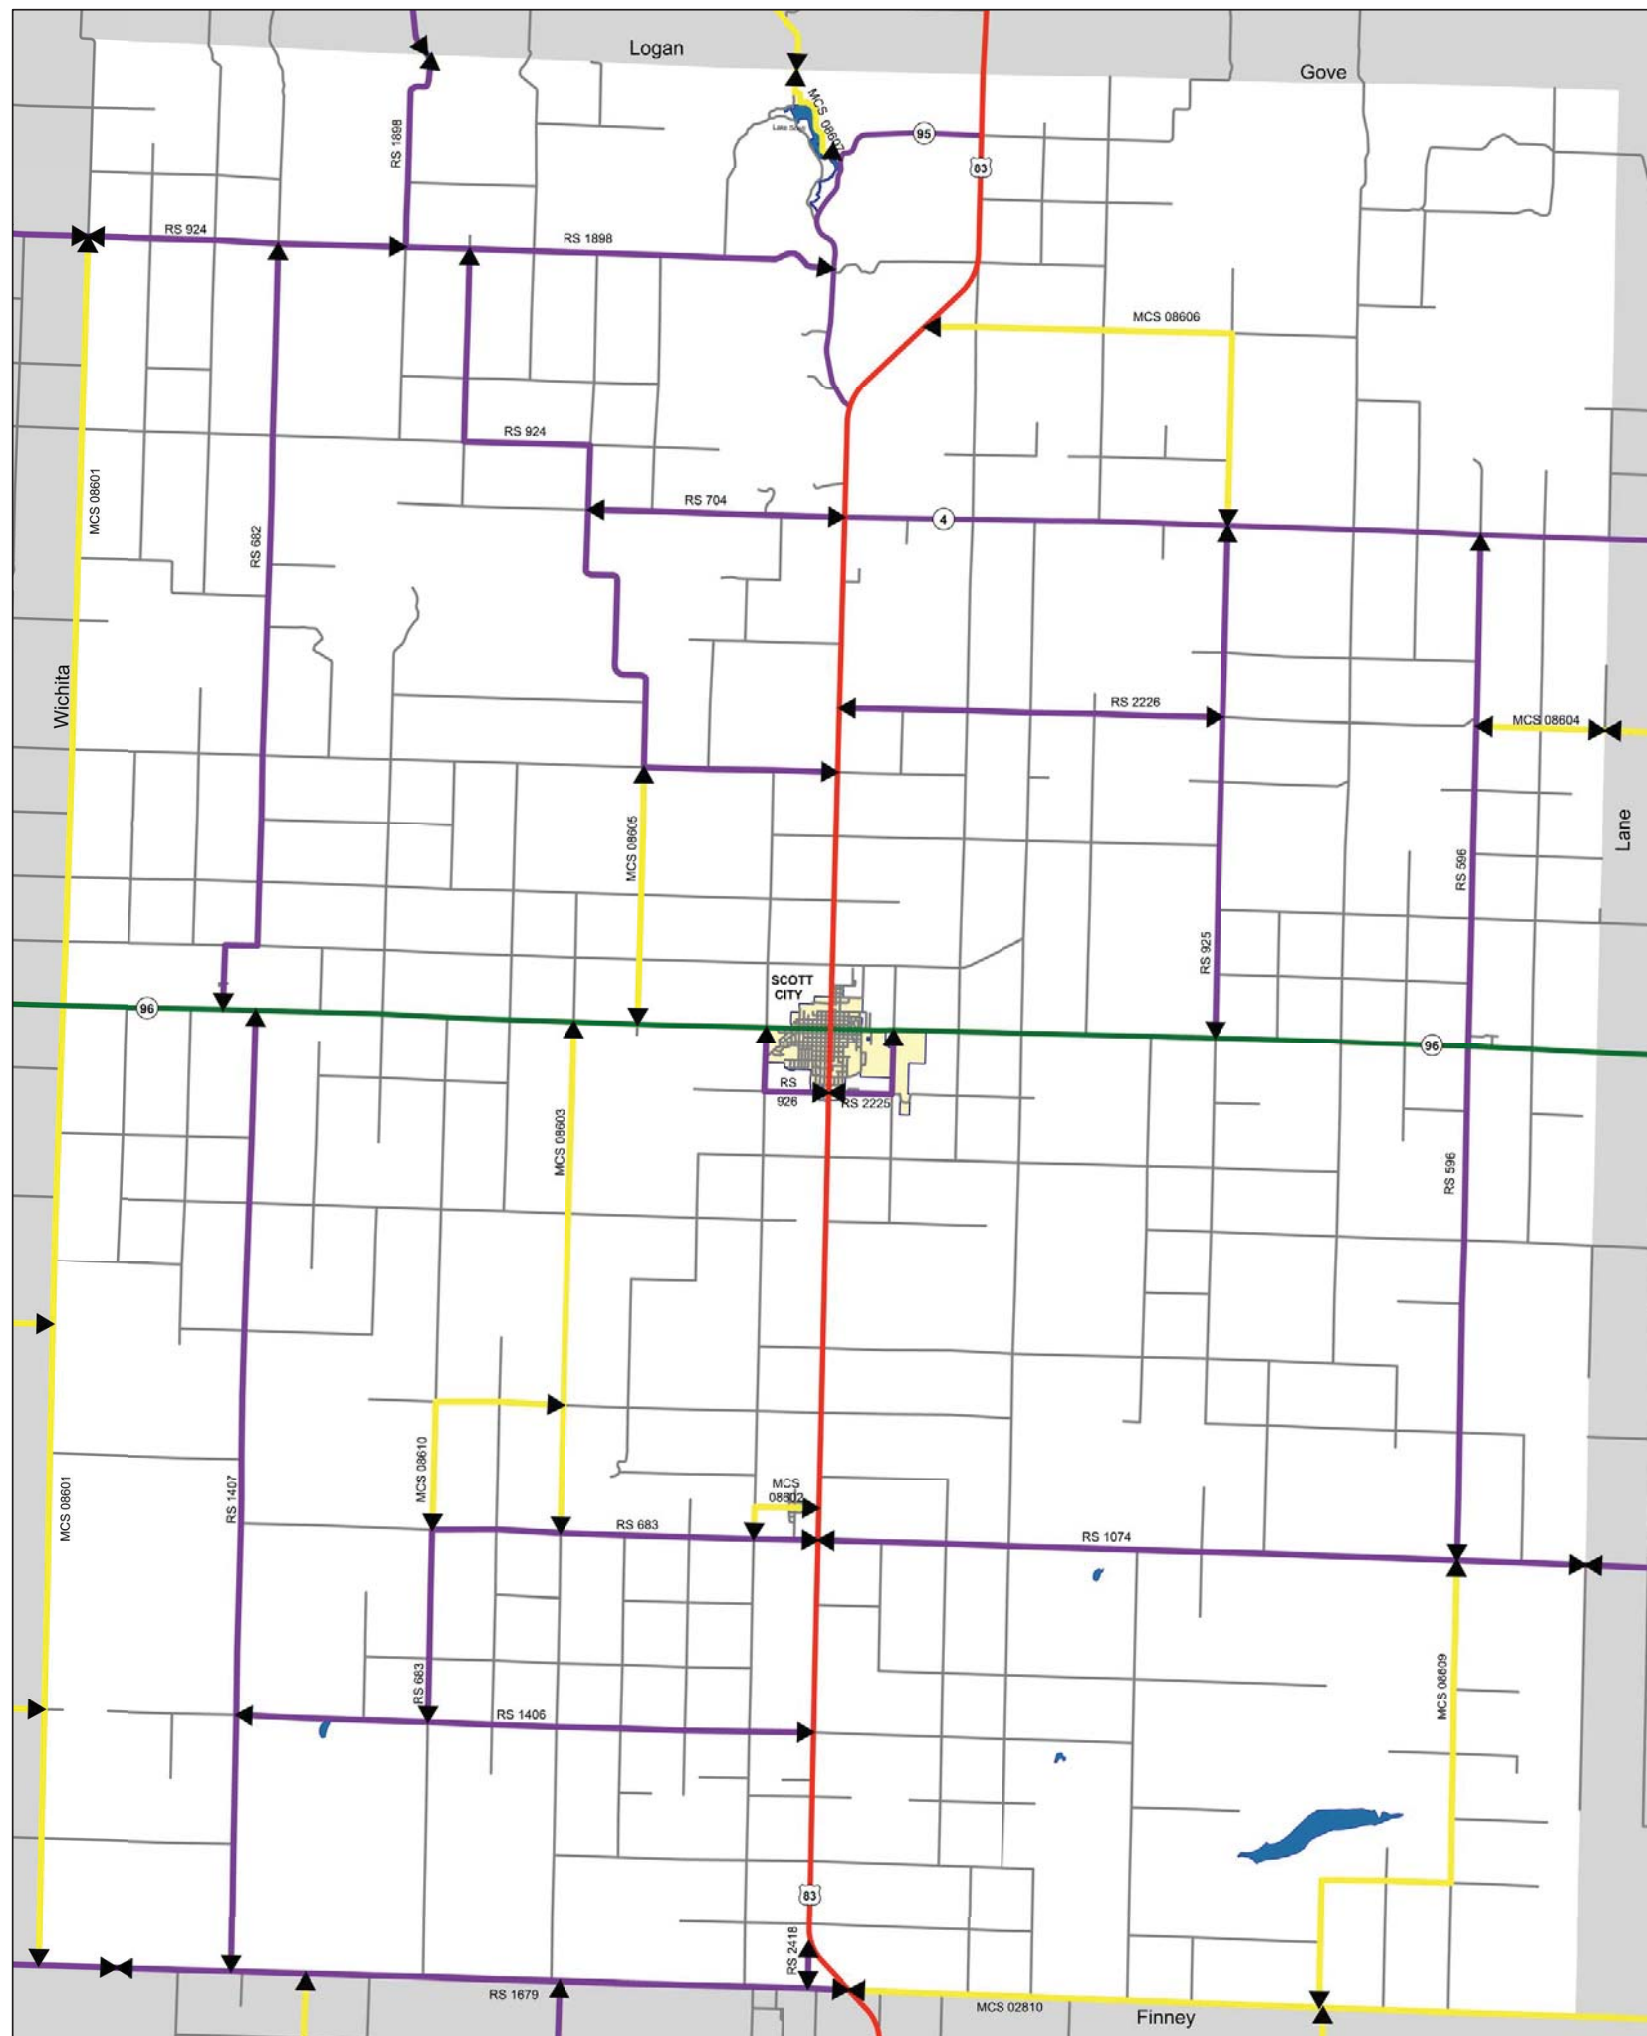 Logan
Gove
MCS 08607
Lake Scott
95
83
RS 1898
RS 924
RS 1898
MCS 08606
RS 924
MCS 08601
RS 704
4
RS 682
Wichita
RS 2226
MCS 08604
Lane
MCS 08605
RS 596
RS 925
SCOTT
CITY
96
96
RS
926
RS 2225
MCS 08603
RS 596
MCS 08610
MCS
08602
RS 1407
MCS 08601
RS 683
RS 1074
RS 683
MCS 08609
RS 1406
83
RS 2418
RS 1679
MCS 02810
Finney